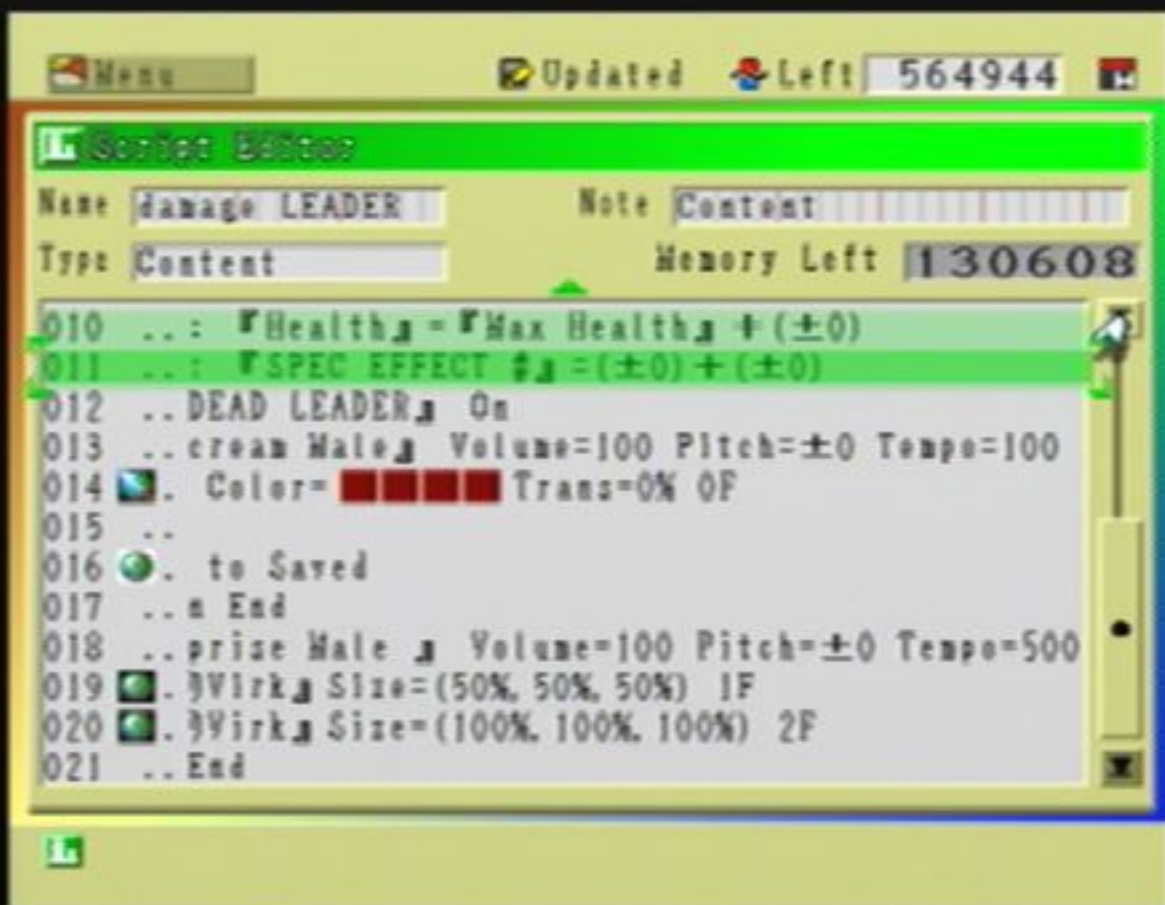 Menu Updated Left 564944
Script Editor
Name damage LEADER Note Content
Type Content Memory Left 130608
010 ..: 『Health』=『Max Health』+(±0)
011 ..: 『SPEC EFFECT #』=(±0)+(±0)
012 ..DEAD LEADER』 On
013 ..cream Male』 Volume=100 Pitch=±0 Tempo=100
014 . Color= Trans=0% 0F
015 ..
016 . to Saved
017 ..n End
018 ..prise Male 』 Volume=100 Pitch=±0 Tempo=500
019 . Virk』Size=(50%,50%,50%) 1F
020 . Virk』Size=(100%,100%,100%) 2F
021 ..End
L